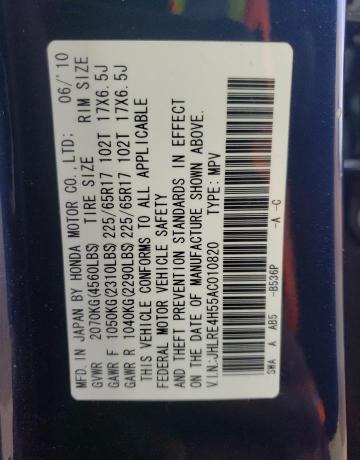 MFD. IN JAPAN BY HONDA MOTOR CO., LTD; 06/'10
GVWR 2070KG(4560LBS) TIRE SIZE RIM SIZE
GAWR F 1050KG(2310LBS) 225/65R17 102T 17X6.5J
GAWR R 1040KG(2290LBS) 225/65R17 102T 17X6.5J
THIS VEHICLE CONFORMS TO ALL APPLICABLE
FEDERAL MOTOR VEHICLE SAFETY
AND THEFT PREVENTION STANDARDS IN EFFECT
ON THE DATE OF MANUFACTURE SHOWN ABOVE.
V.I.N:JHLRE4H55AC010820 TYPE: MPV
SWA A AB5 -B536P -A -C